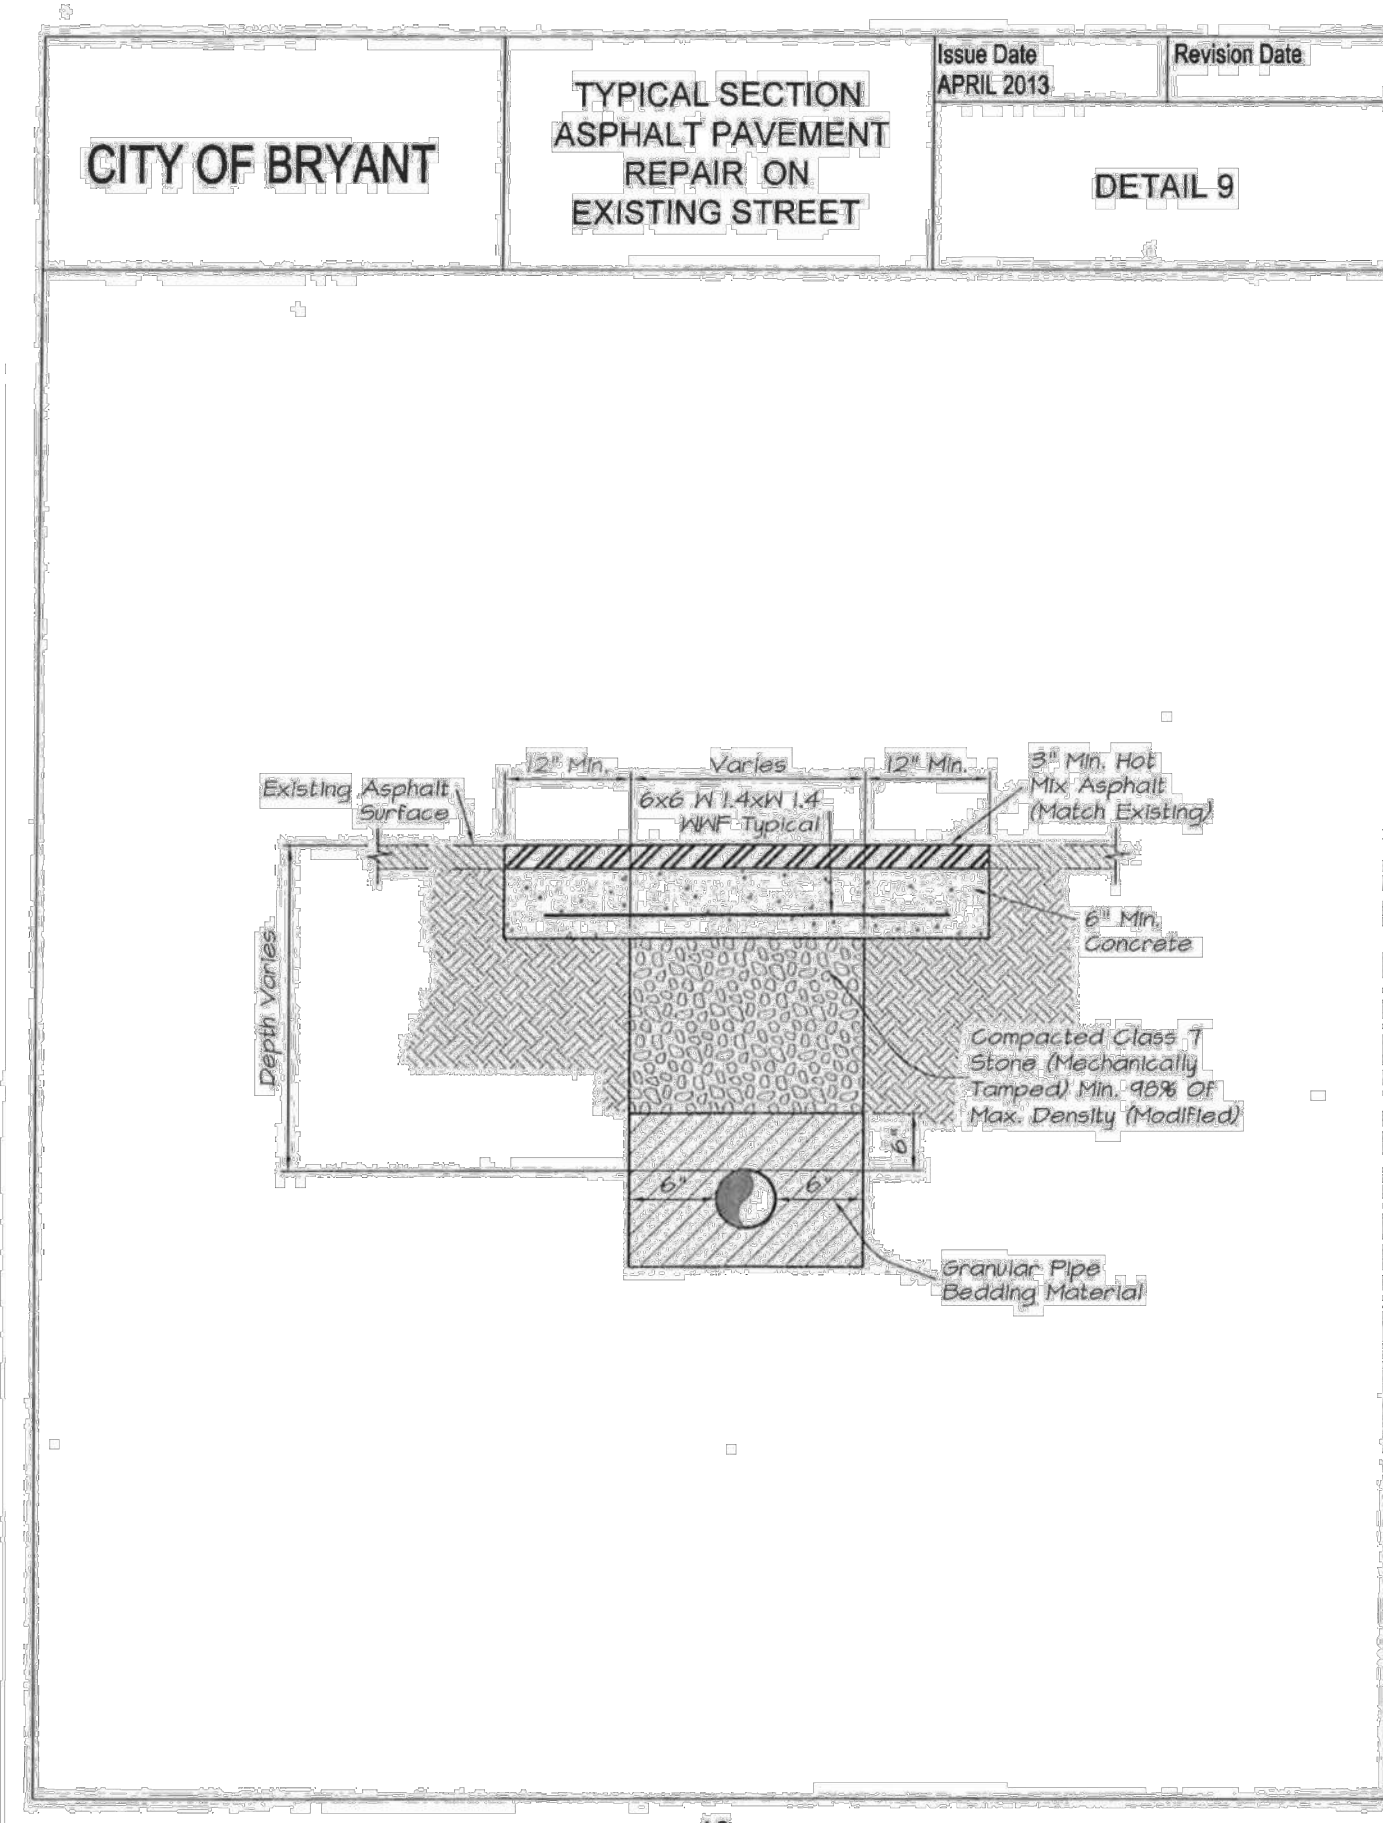 CITY OF BRYANT
TYPICAL SECTION
ASPHALT PAVEMENT
REPAIR ON
EXISTING STREET
Issue Date
APRIL 2013
Revision Date
DETAIL 9
12" Min.
Varies
12" Min.
3" Min. Hot
Mix Asphalt
(Match Existing)
Existing Asphalt
Surface
6x6 W 1.4xW 1.4
WWF Typical
6" Min.
Concrete
Depth Varies
Compacted Class 7
Stone (Mechanically
Tamped) Min. 98% Of
Max. Density (Modified)
6"
6"
6"
Granular Pipe
Bedding Material